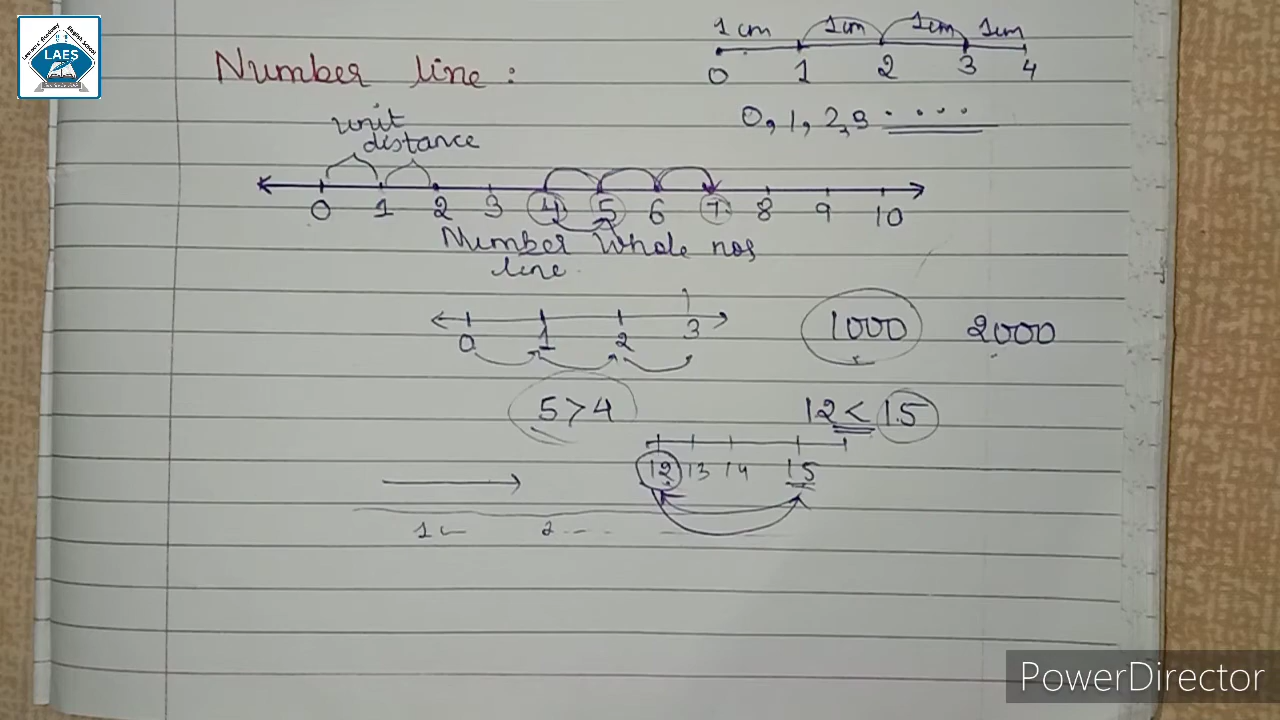 LAES
1 cm 1cm 1cm 1cm
0 1 2 3 4
Number line :
0, 1, 2, 3 . . . .
unit
distance
0 1 2 3 4 5 6 7 8 9 10
Number Whole nos
line
0 1 2 3
1000 2000
5 > 4 12 < 15
12 13 14 15
1 2
PowerDirector